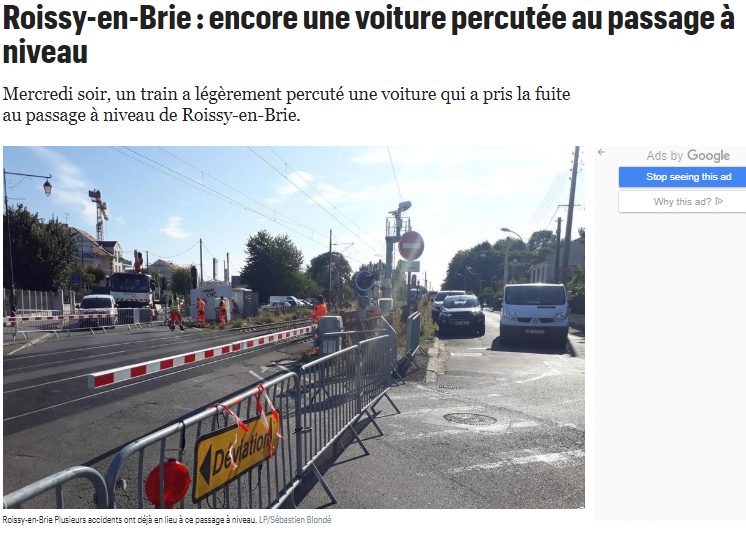 Roissy-en-Brie : encore une voiture percutée au passage à
niveau
Mercredi soir, un train a légèrement percuté une voiture qui a pris la fuite
au passage à niveau de Roissy-en-Brie.
Ads by Google
Stop seeing this ad
Why this ad?
Déviation
Roissy-en-Brie Plusieurs accidents ont déjà en lieu à ce passage à niveau. LP/Sébastien Blondé